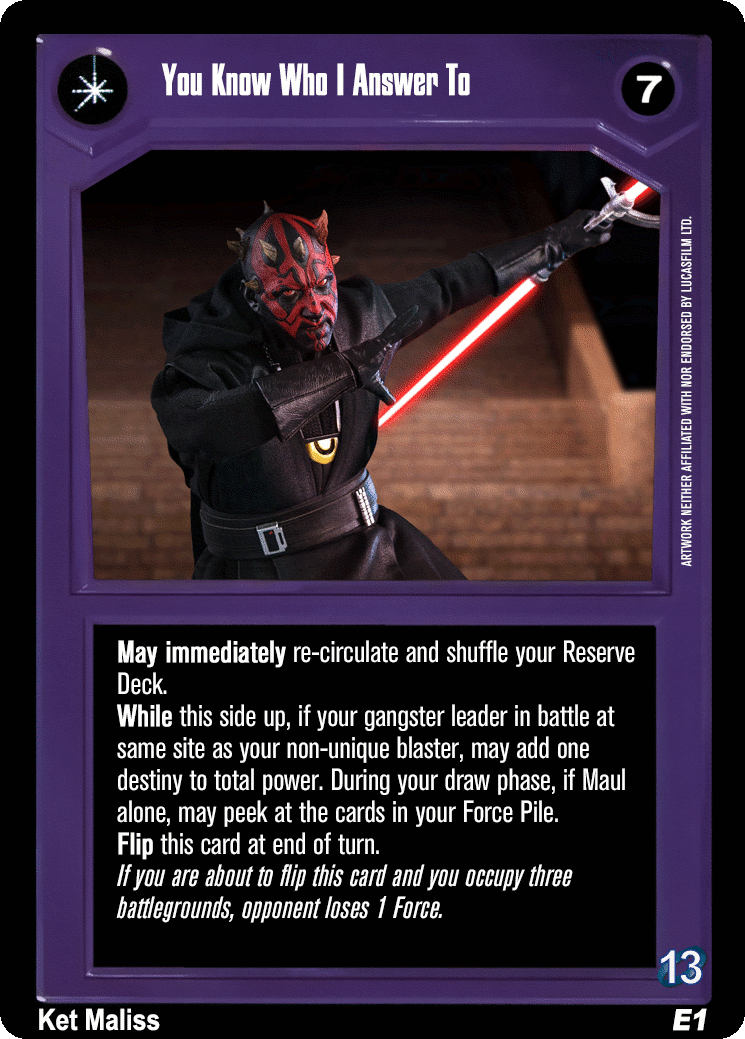 You Know Who I Answer To
7
ARTWORK NEITHER AFFILIATED WITH NOR ENDORSED BY LUCASFILM LTD.
May immediately re-circulate and shuffle your Reserve
Deck.
While this side up, if your gangster leader in battle at
same site as your non-unique blaster, may add one
destiny to total power. During your draw phase, if Maul
alone, may peek at the cards in your Force Pile.
Flip this card at end of turn.
If you are about to flip this card and you occupy three
battlegrounds, opponent loses 1 Force.
13
Ket Maliss
E1